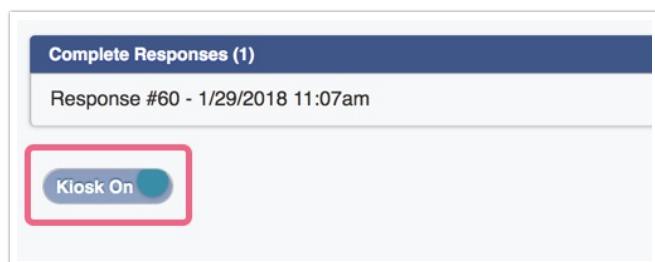 Complete Responses (1)
Response #60 - 1/29/2018 11:07am
Kiosk On